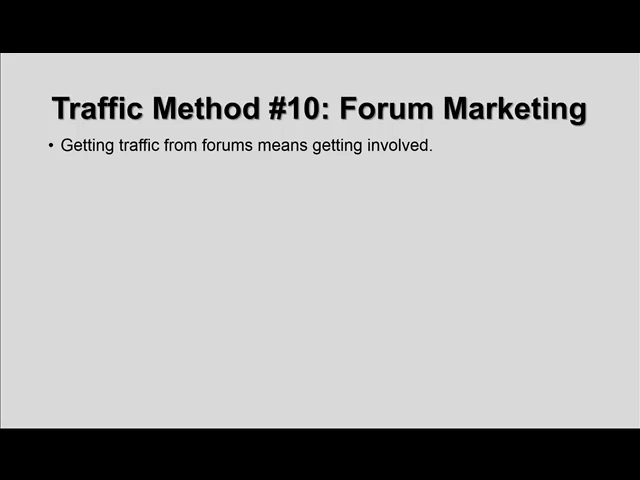 Traffic Method #10: Forum Marketing
• Getting traffic from forums means getting involved.